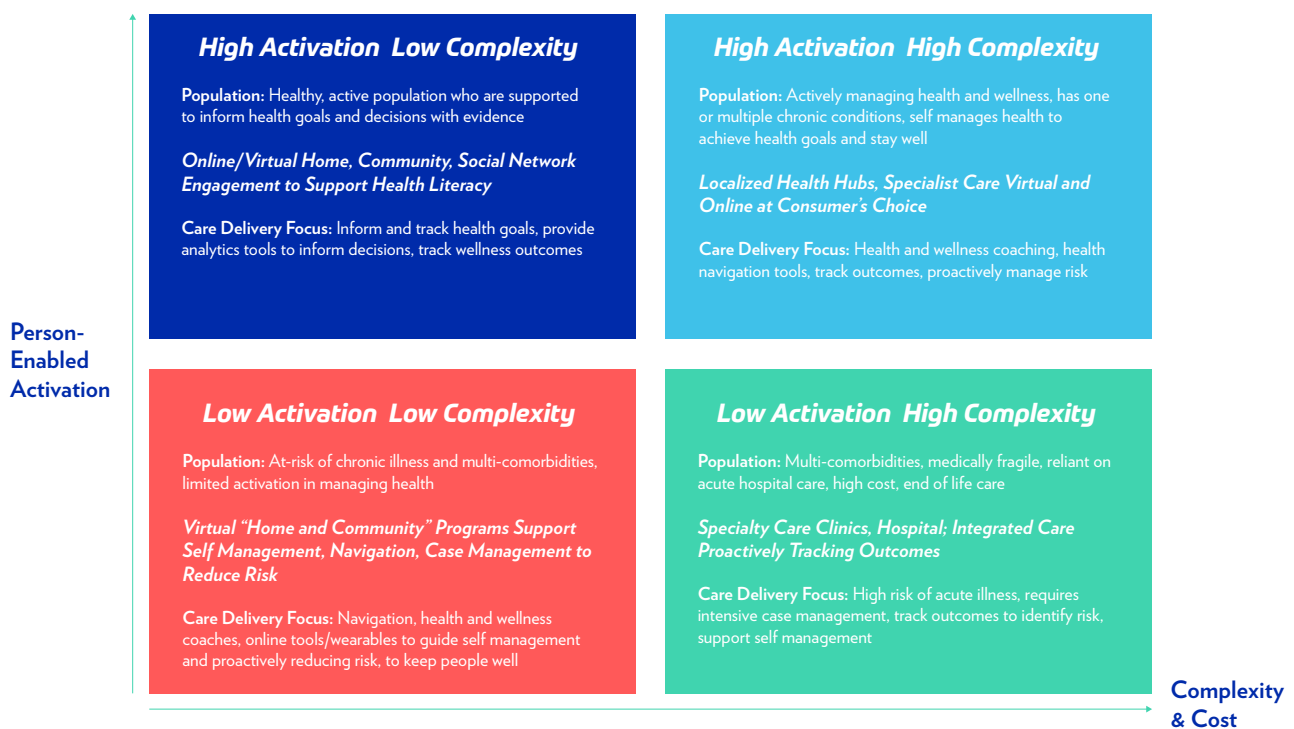 High Activation  Low Complexity
Population: Healthy, active population who are supported
to inform health goals and decisions with evidence
Online/Virtual Home, Community, Social Network
Engagement to Support Health Literacy
Care Delivery Focus: Inform and track health goals, provide
analytics tools to inform decisions, track wellness outcomes
High Activation  High Complexity
Population: Actively managing health and wellness, has one
or multiple chronic conditions, self manages health to
achieve health goals and stay well
Localized Health Hubs, Specialist Care Virtual and
Online at Consumer's Choice
Care Delivery Focus: Health and wellness coaching, health
navigation tools, track outcomes, proactively manage risk
Person-
Enabled
Activation
Low Activation  Low Complexity
Population: At-risk of chronic illness and multi-comorbidities,
limited activation in managing health
Virtual “Home and Community” Programs Support
Self Management, Navigation, Case Management to
Reduce Risk
Care Delivery Focus: Navigation, health and wellness
coaches, online tools/wearables to guide self management
and proactively reducing risk, to keep people well
Low Activation  High Complexity
Population: Multi-comorbidities, medically fragile, reliant on
acute hospital care, high cost, end of life care
Specialty Care Clinics, Hospital; Integrated Care
Proactively Tracking Outcomes
Care Delivery Focus: High risk of acute illness, requires
intensive case management, track outcomes to identify risk,
support self management
Complexity
& Cost